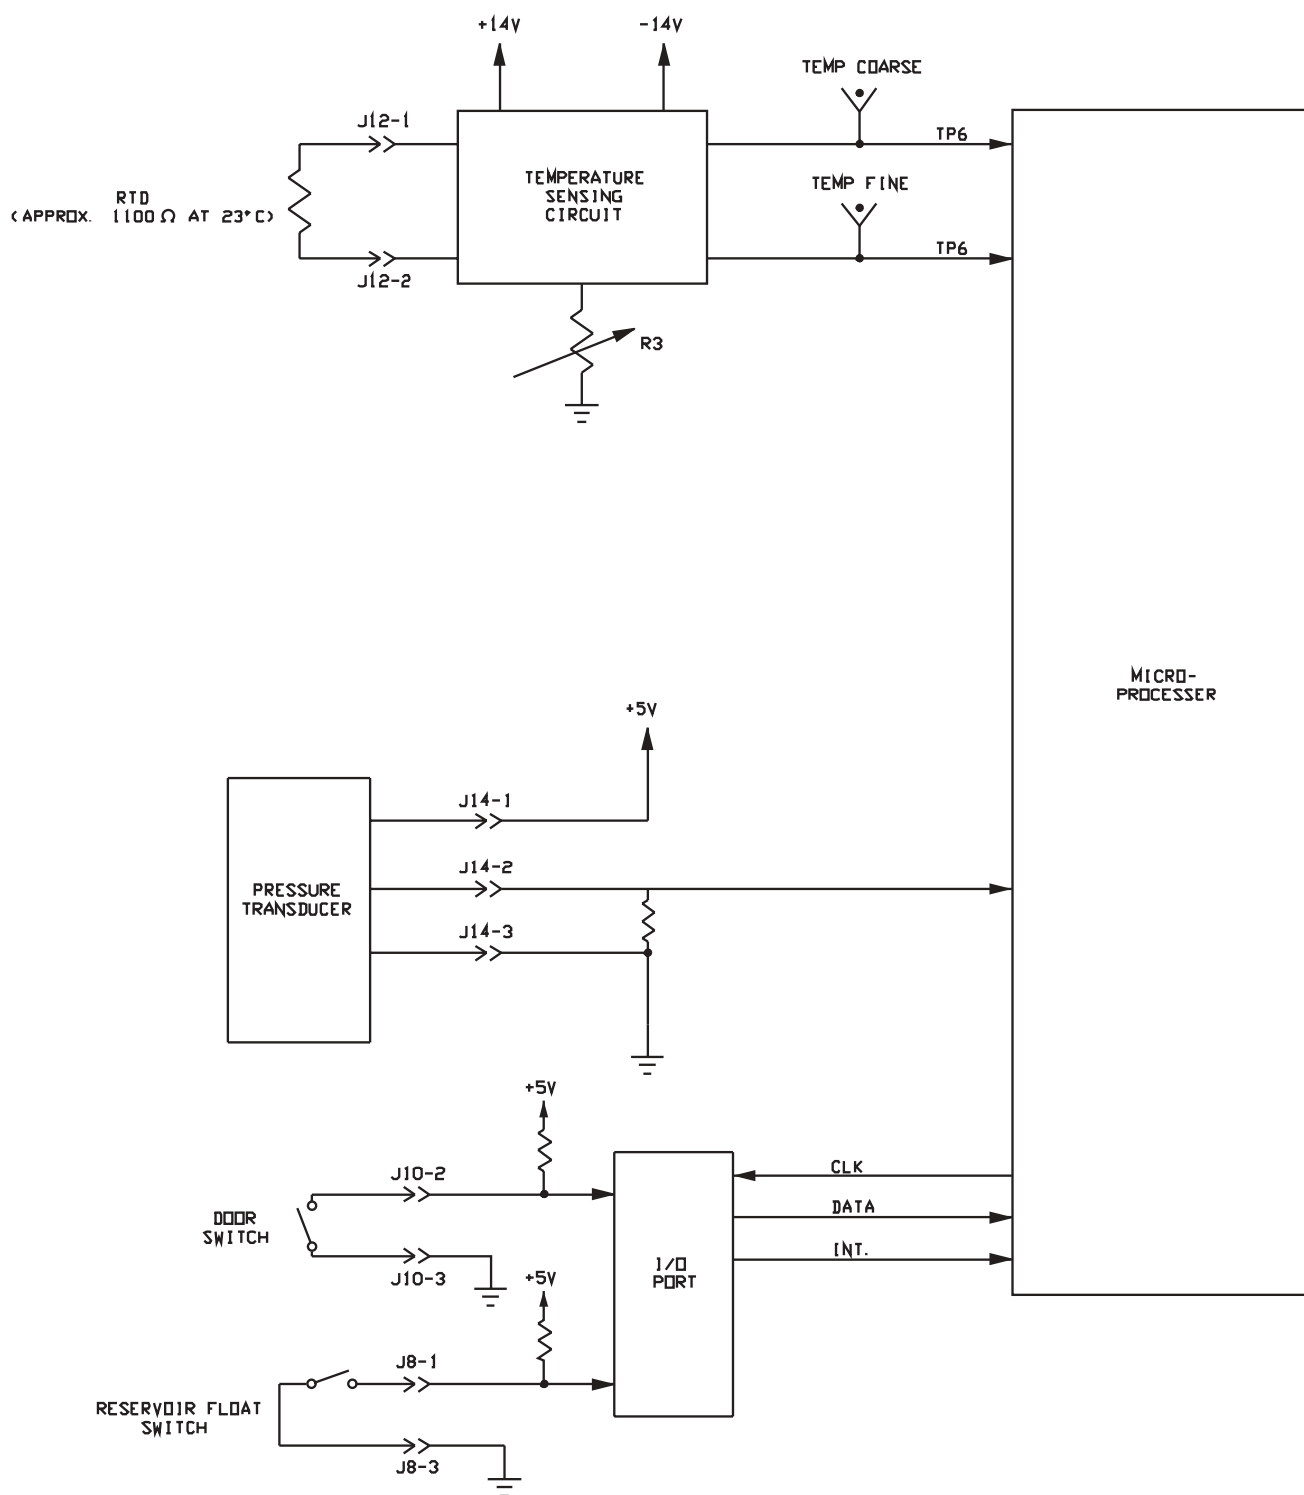 +14V
-14V
TEMP COARSE
J12-1
TP6
TEMPERATURE
SENSING
CIRCUIT
TEMP FINE
RTD
(APPROX. 1100 Ω AT 23°C)
TP6
J12-2
R3
MICRO-
PROCESSER
+5V
J14-1
J14-2
PRESSURE
TRANSDUCER
J14-3
+5V
J10-2
CLK
DATA
DOOR
SWITCH
INT.
I/O
PORT
J10-3
+5V
J8-1
RESERVOIR FLOAT
SWITCH
J8-3